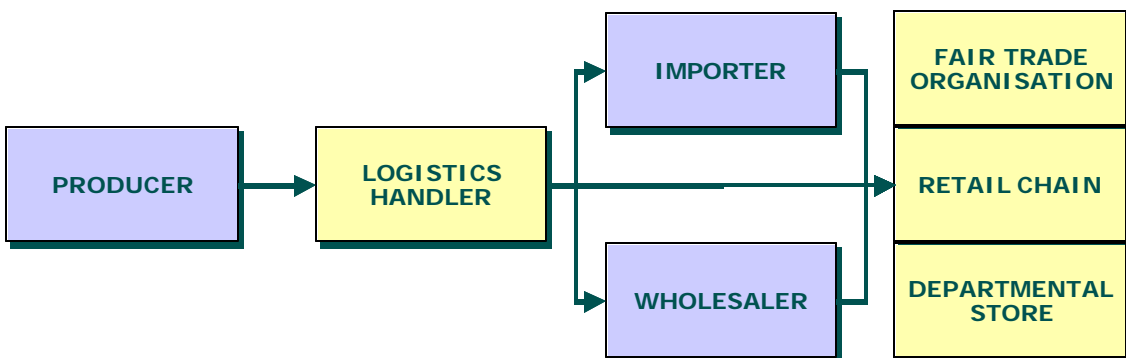 PRODUCER
LOGISTICS
HANDLER
IMPORTER
WHOLESALER
FAIR TRADE
ORGANISATION
RETAIL CHAIN
DEPARTMENTAL
STORE